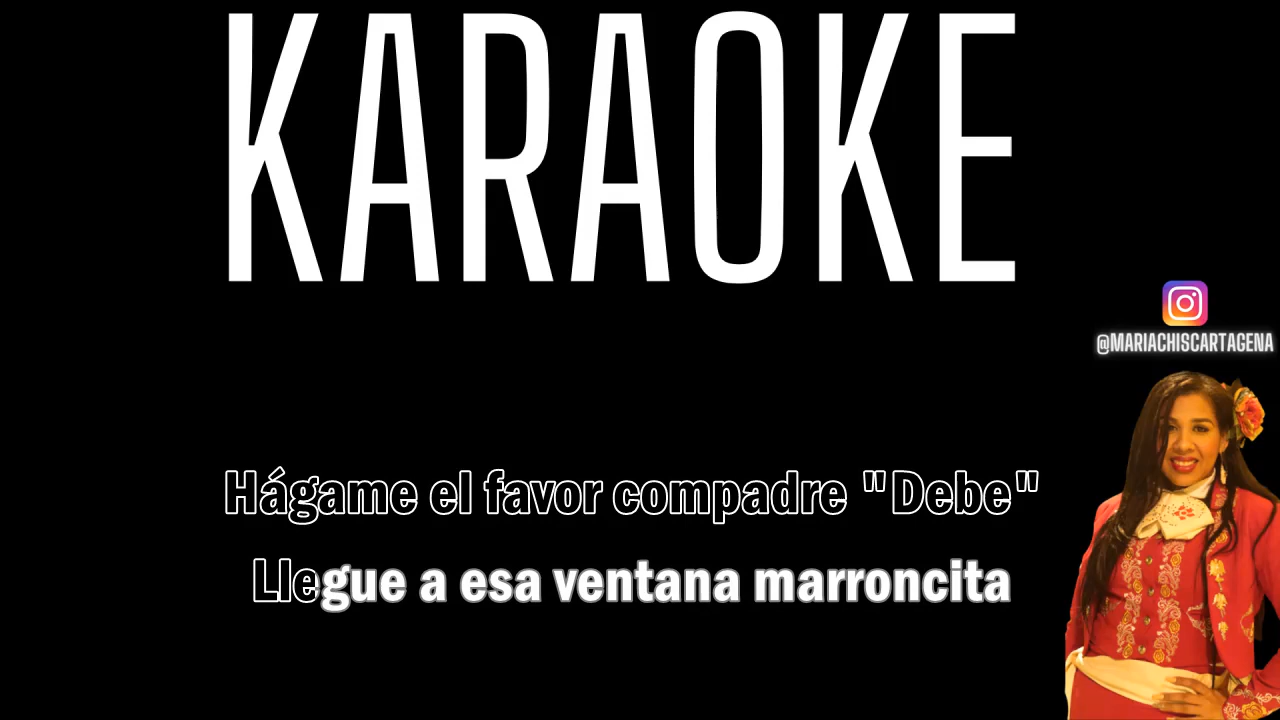 KARAOKE
@MARIACHISCARTAGENA
Hágame el favor compadre "Debe"
Llegue a esa ventana marroncita